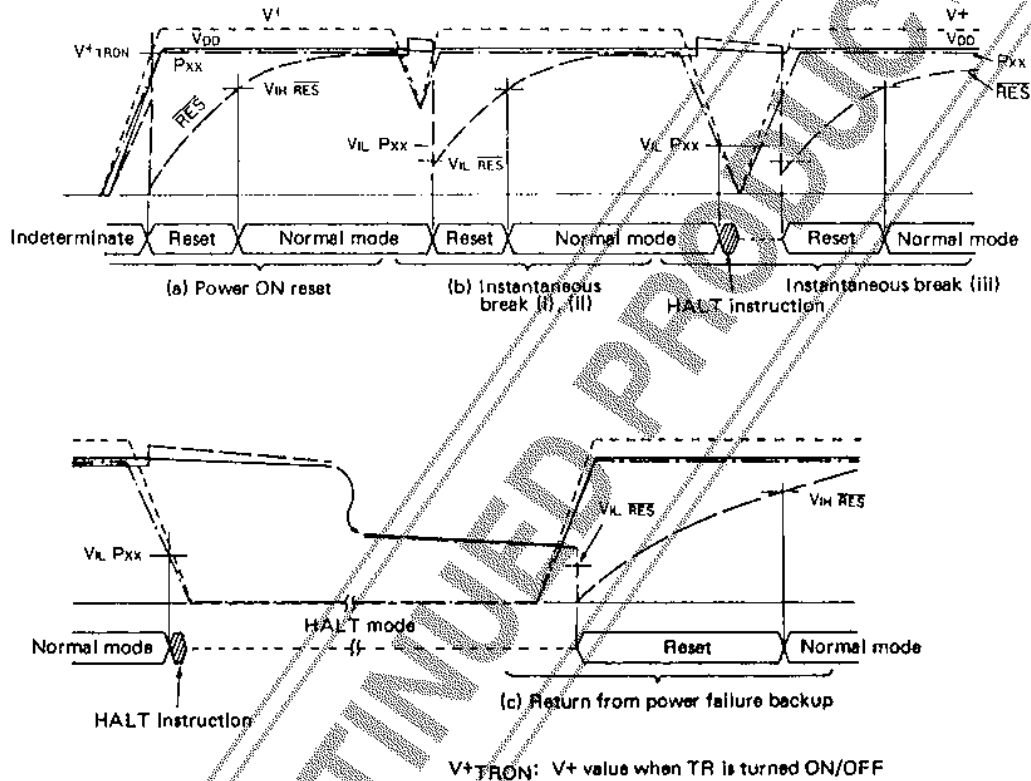 V+
V+
V+TRON
VDD
VDD
PXX
PXX
RES
VIH RES
RES
VIL PXX
VIL RES
VIL PXX
Indeterminate
Reset
Normal mode
Reset
Normal mode
Reset
Normal mode
(a) Power ON reset
(b) Instantaneous
break (i), (ii)
Instantaneous break (iii)
HALT instruction
VIL RES
VIH RES
VIL PXX
HALT mode
Normal mode
Reset
Normal mode
(c) Return from power failure backup
HALT Instruction
V+TRON: V+ value when TR is turned ON/OFF
TINUED PRODUC